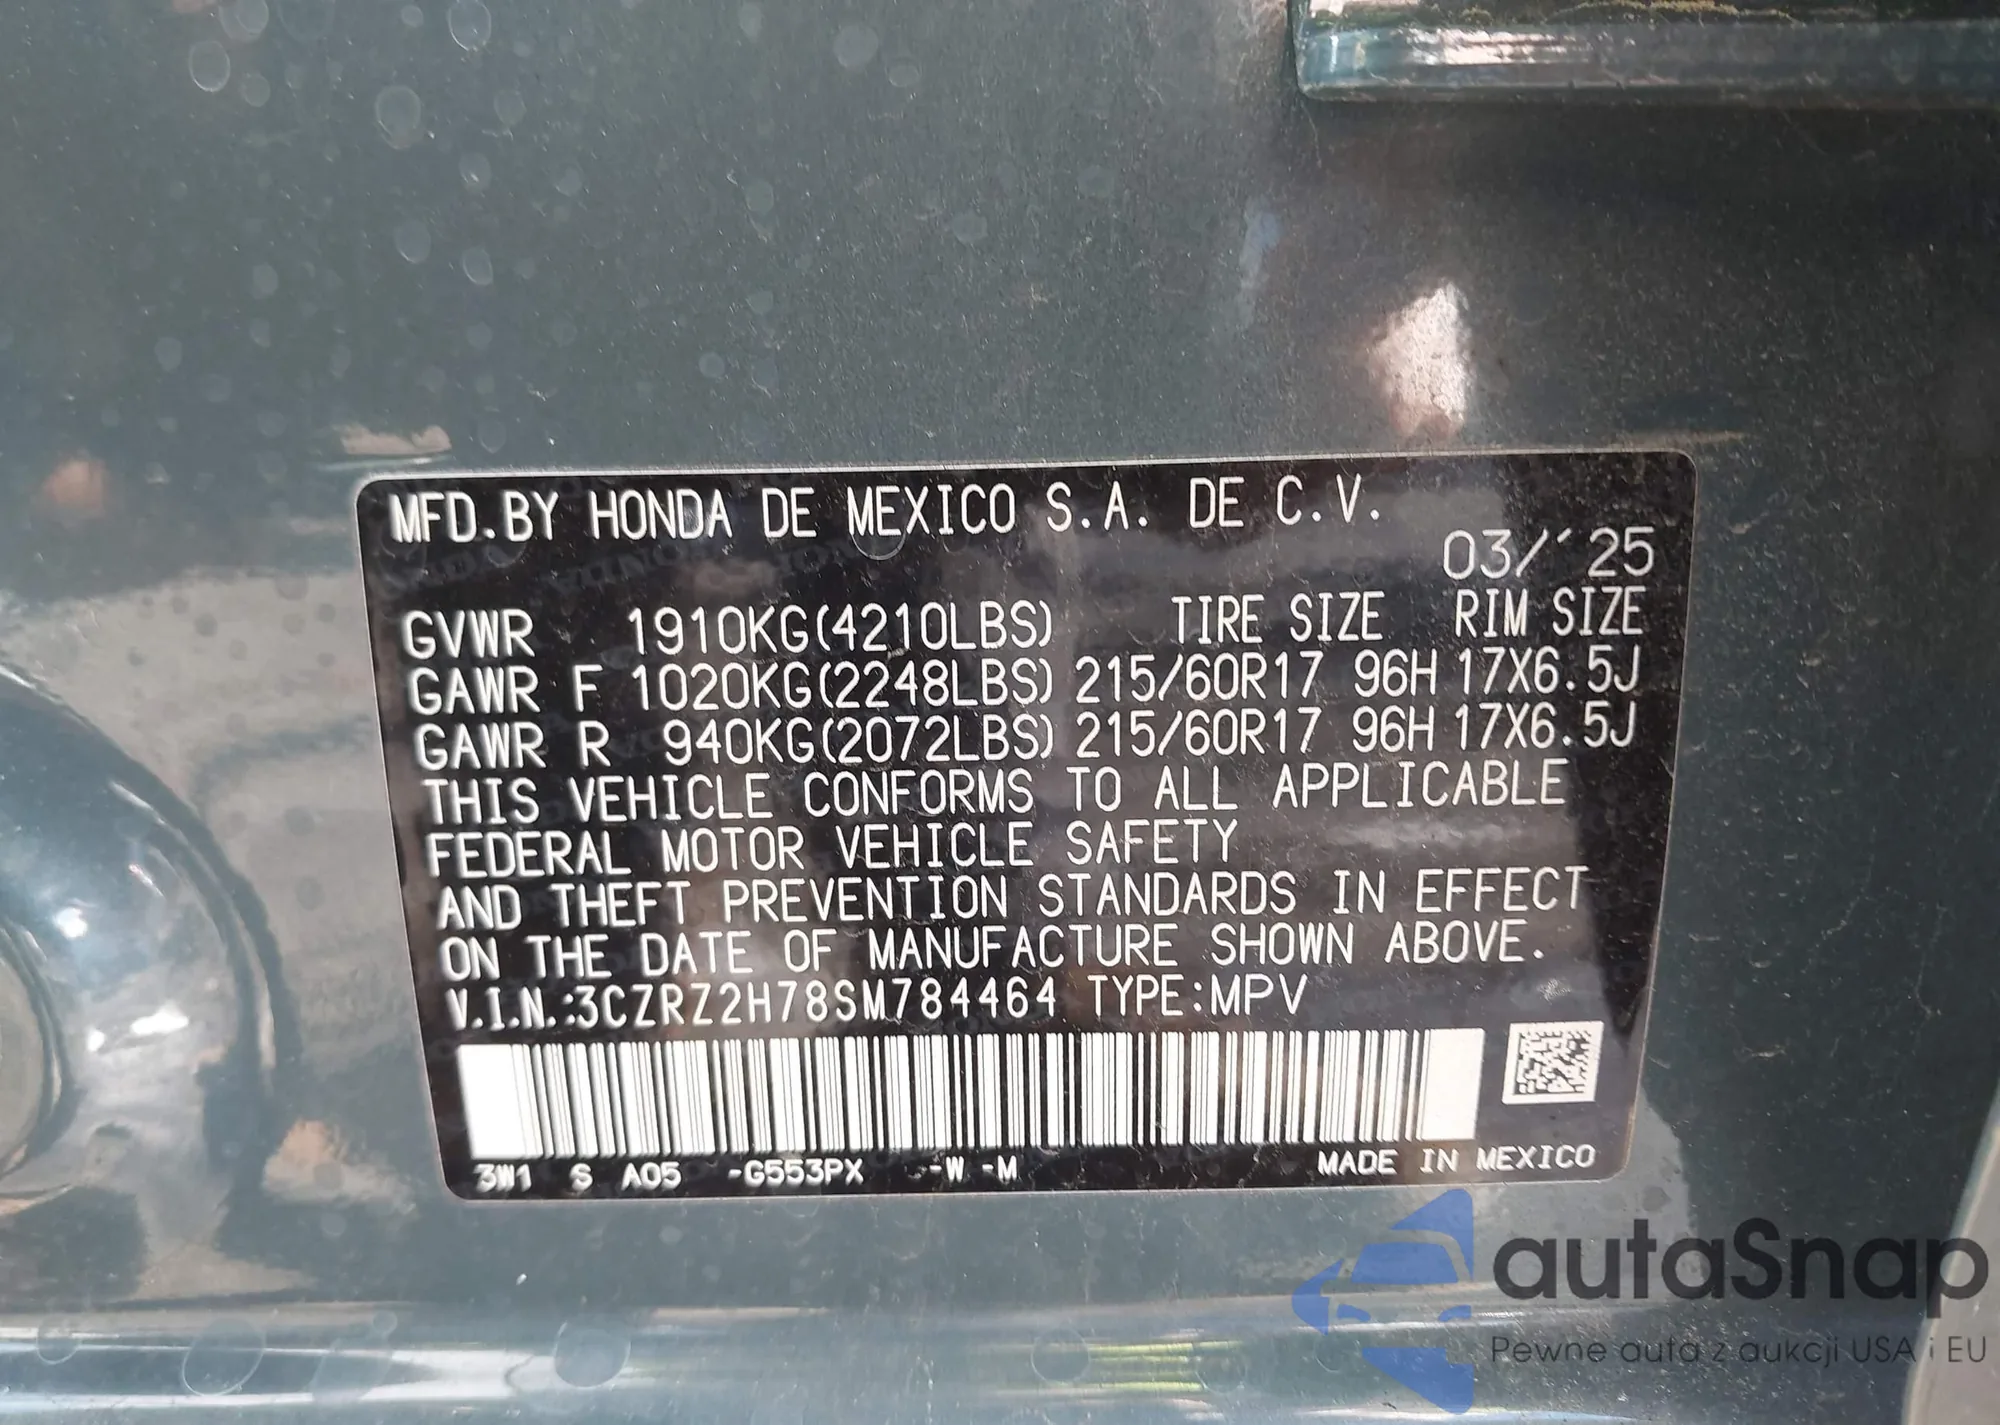 MFD.BY HONDA DE MEXICO S.A. DE C.V.
03/´25
GVWR 1910KG(4210LBS) TIRE SIZE RIM SIZE
GAWR F 1020KG(2248LBS) 215/60R17 96H 17X6.5J
GAWR R 940KG(2072LBS) 215/60R17 96H 17X6.5J
THIS VEHICLE CONFORMS TO ALL APPLICABLE
FEDERAL MOTOR VEHICLE SAFETY
AND THEFT PREVENTION STANDARDS IN EFFECT
ON THE DATE OF MANUFACTURE SHOWN ABOVE.
V.I.N.:3CZRZ2H78SM784464 TYPE:MPV
3W1 S A05 -G553PX -W -M MADE IN MEXICO
autaSnap
Pewne auta z aukcji USA i EU